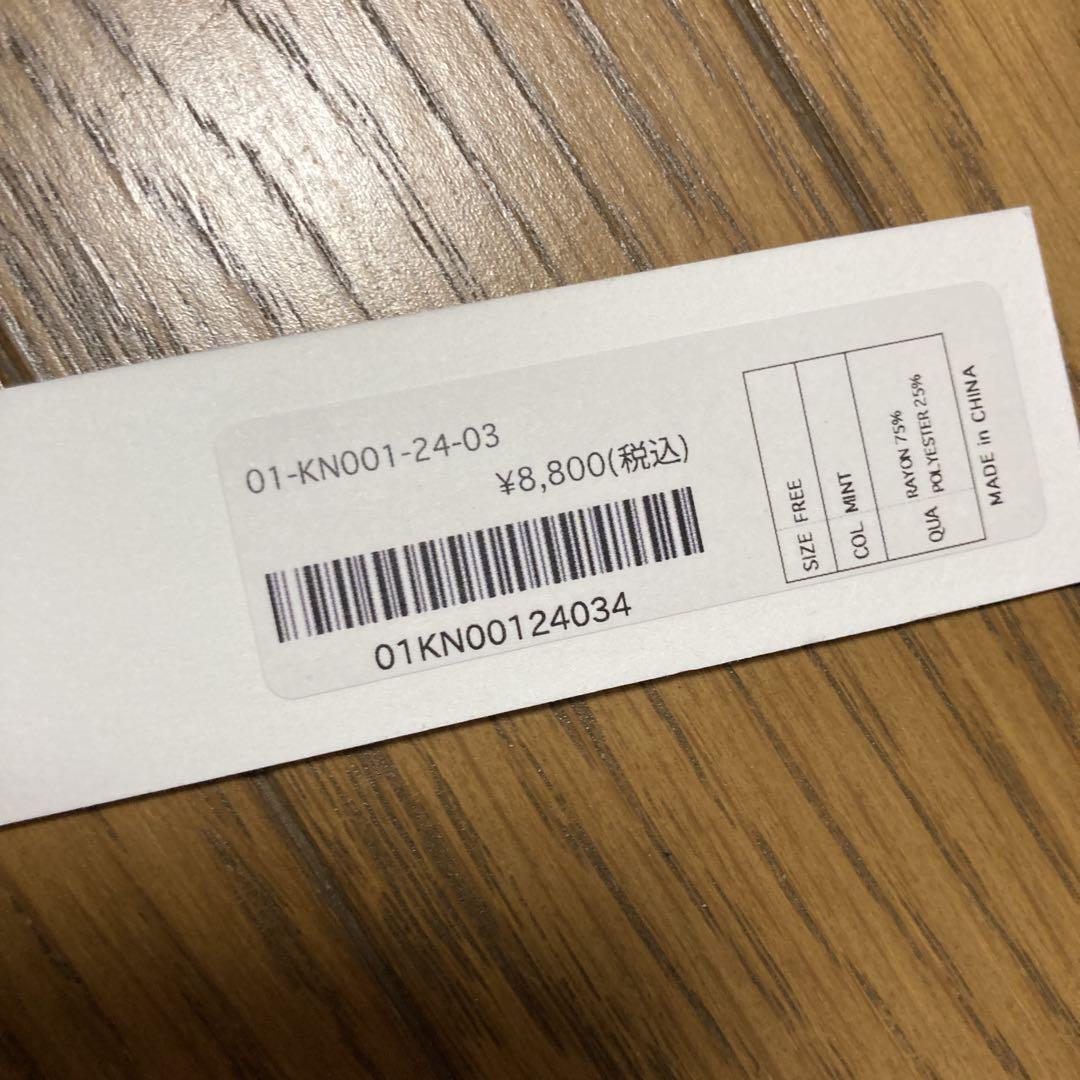 01-KN001-24-03
¥8,800(税込)
01KN00124034
SIZE FREE
COL MINT
QUA RAYON 75%
POLYESTER 25%
MADE in CHINA